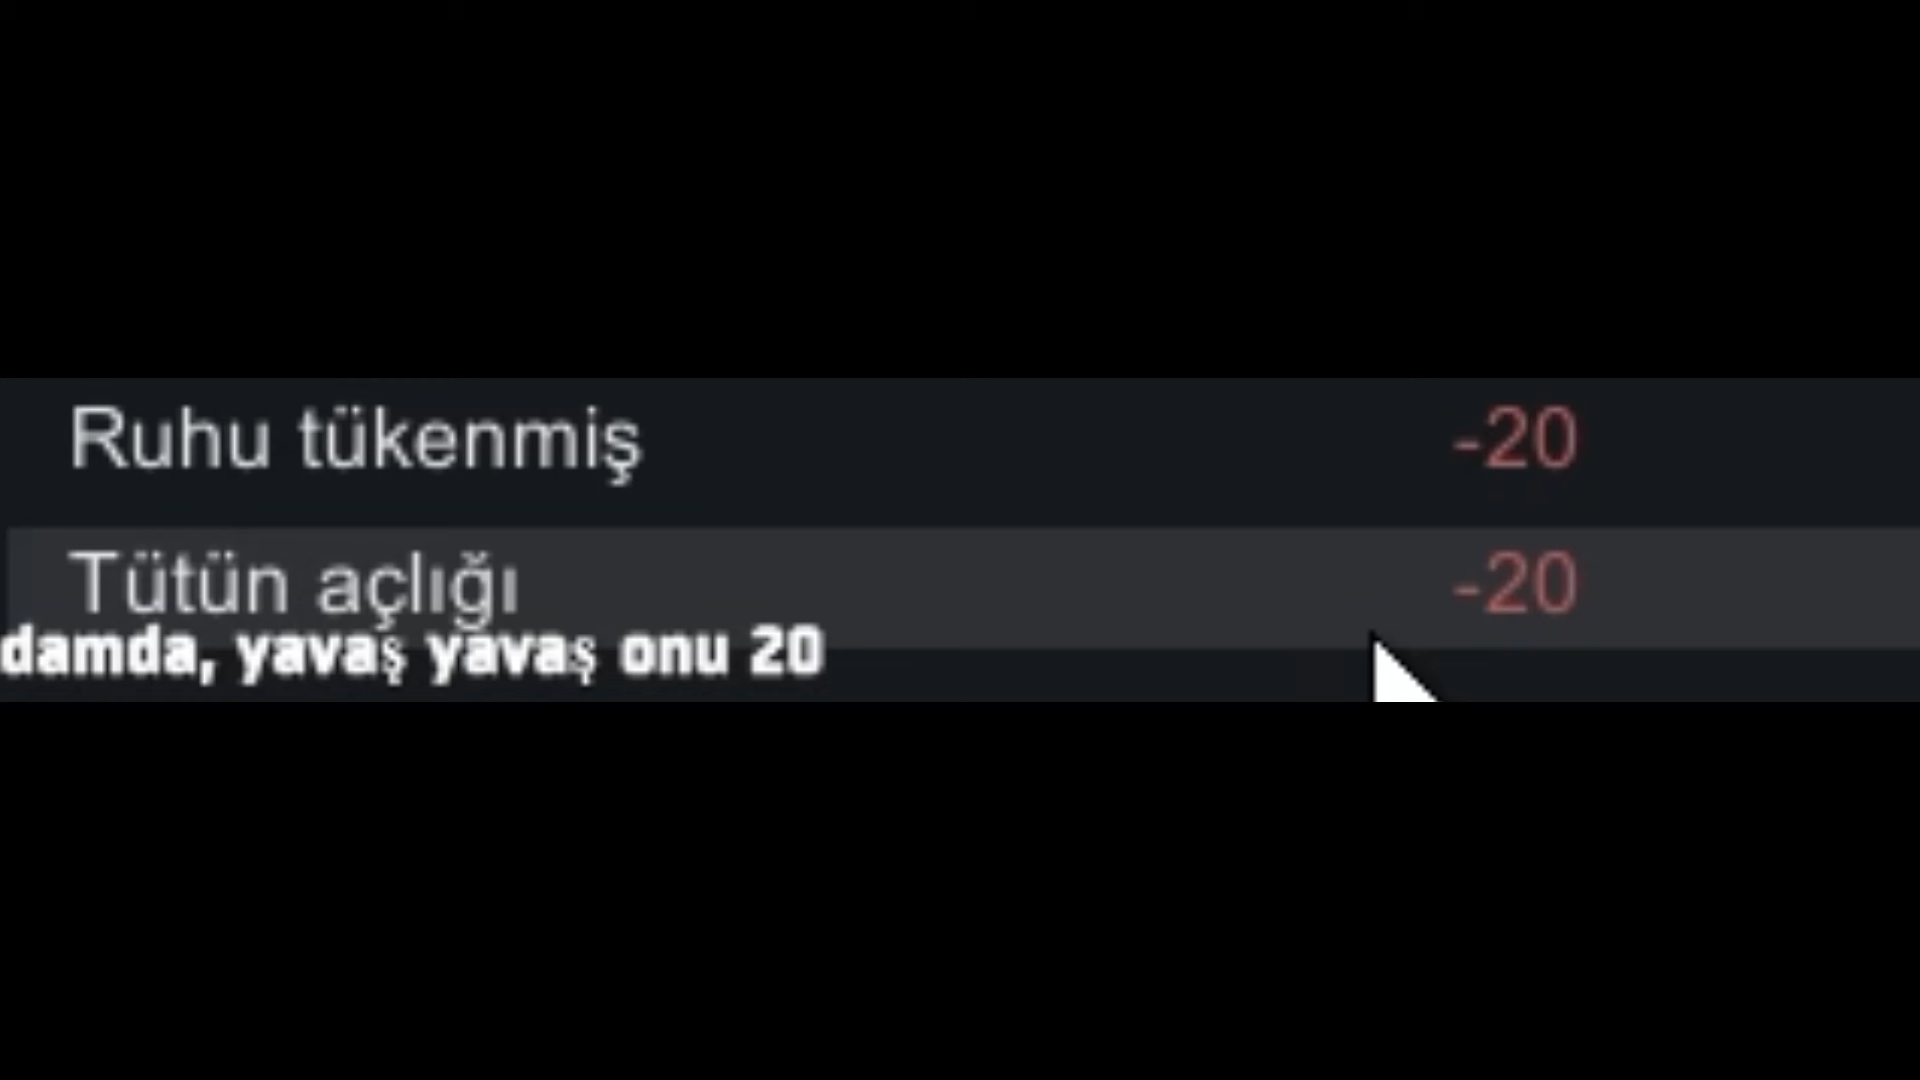 Ruhu tükenmiş -20
Tütün açlığı -20
damda, yavaş yavaş onu 20